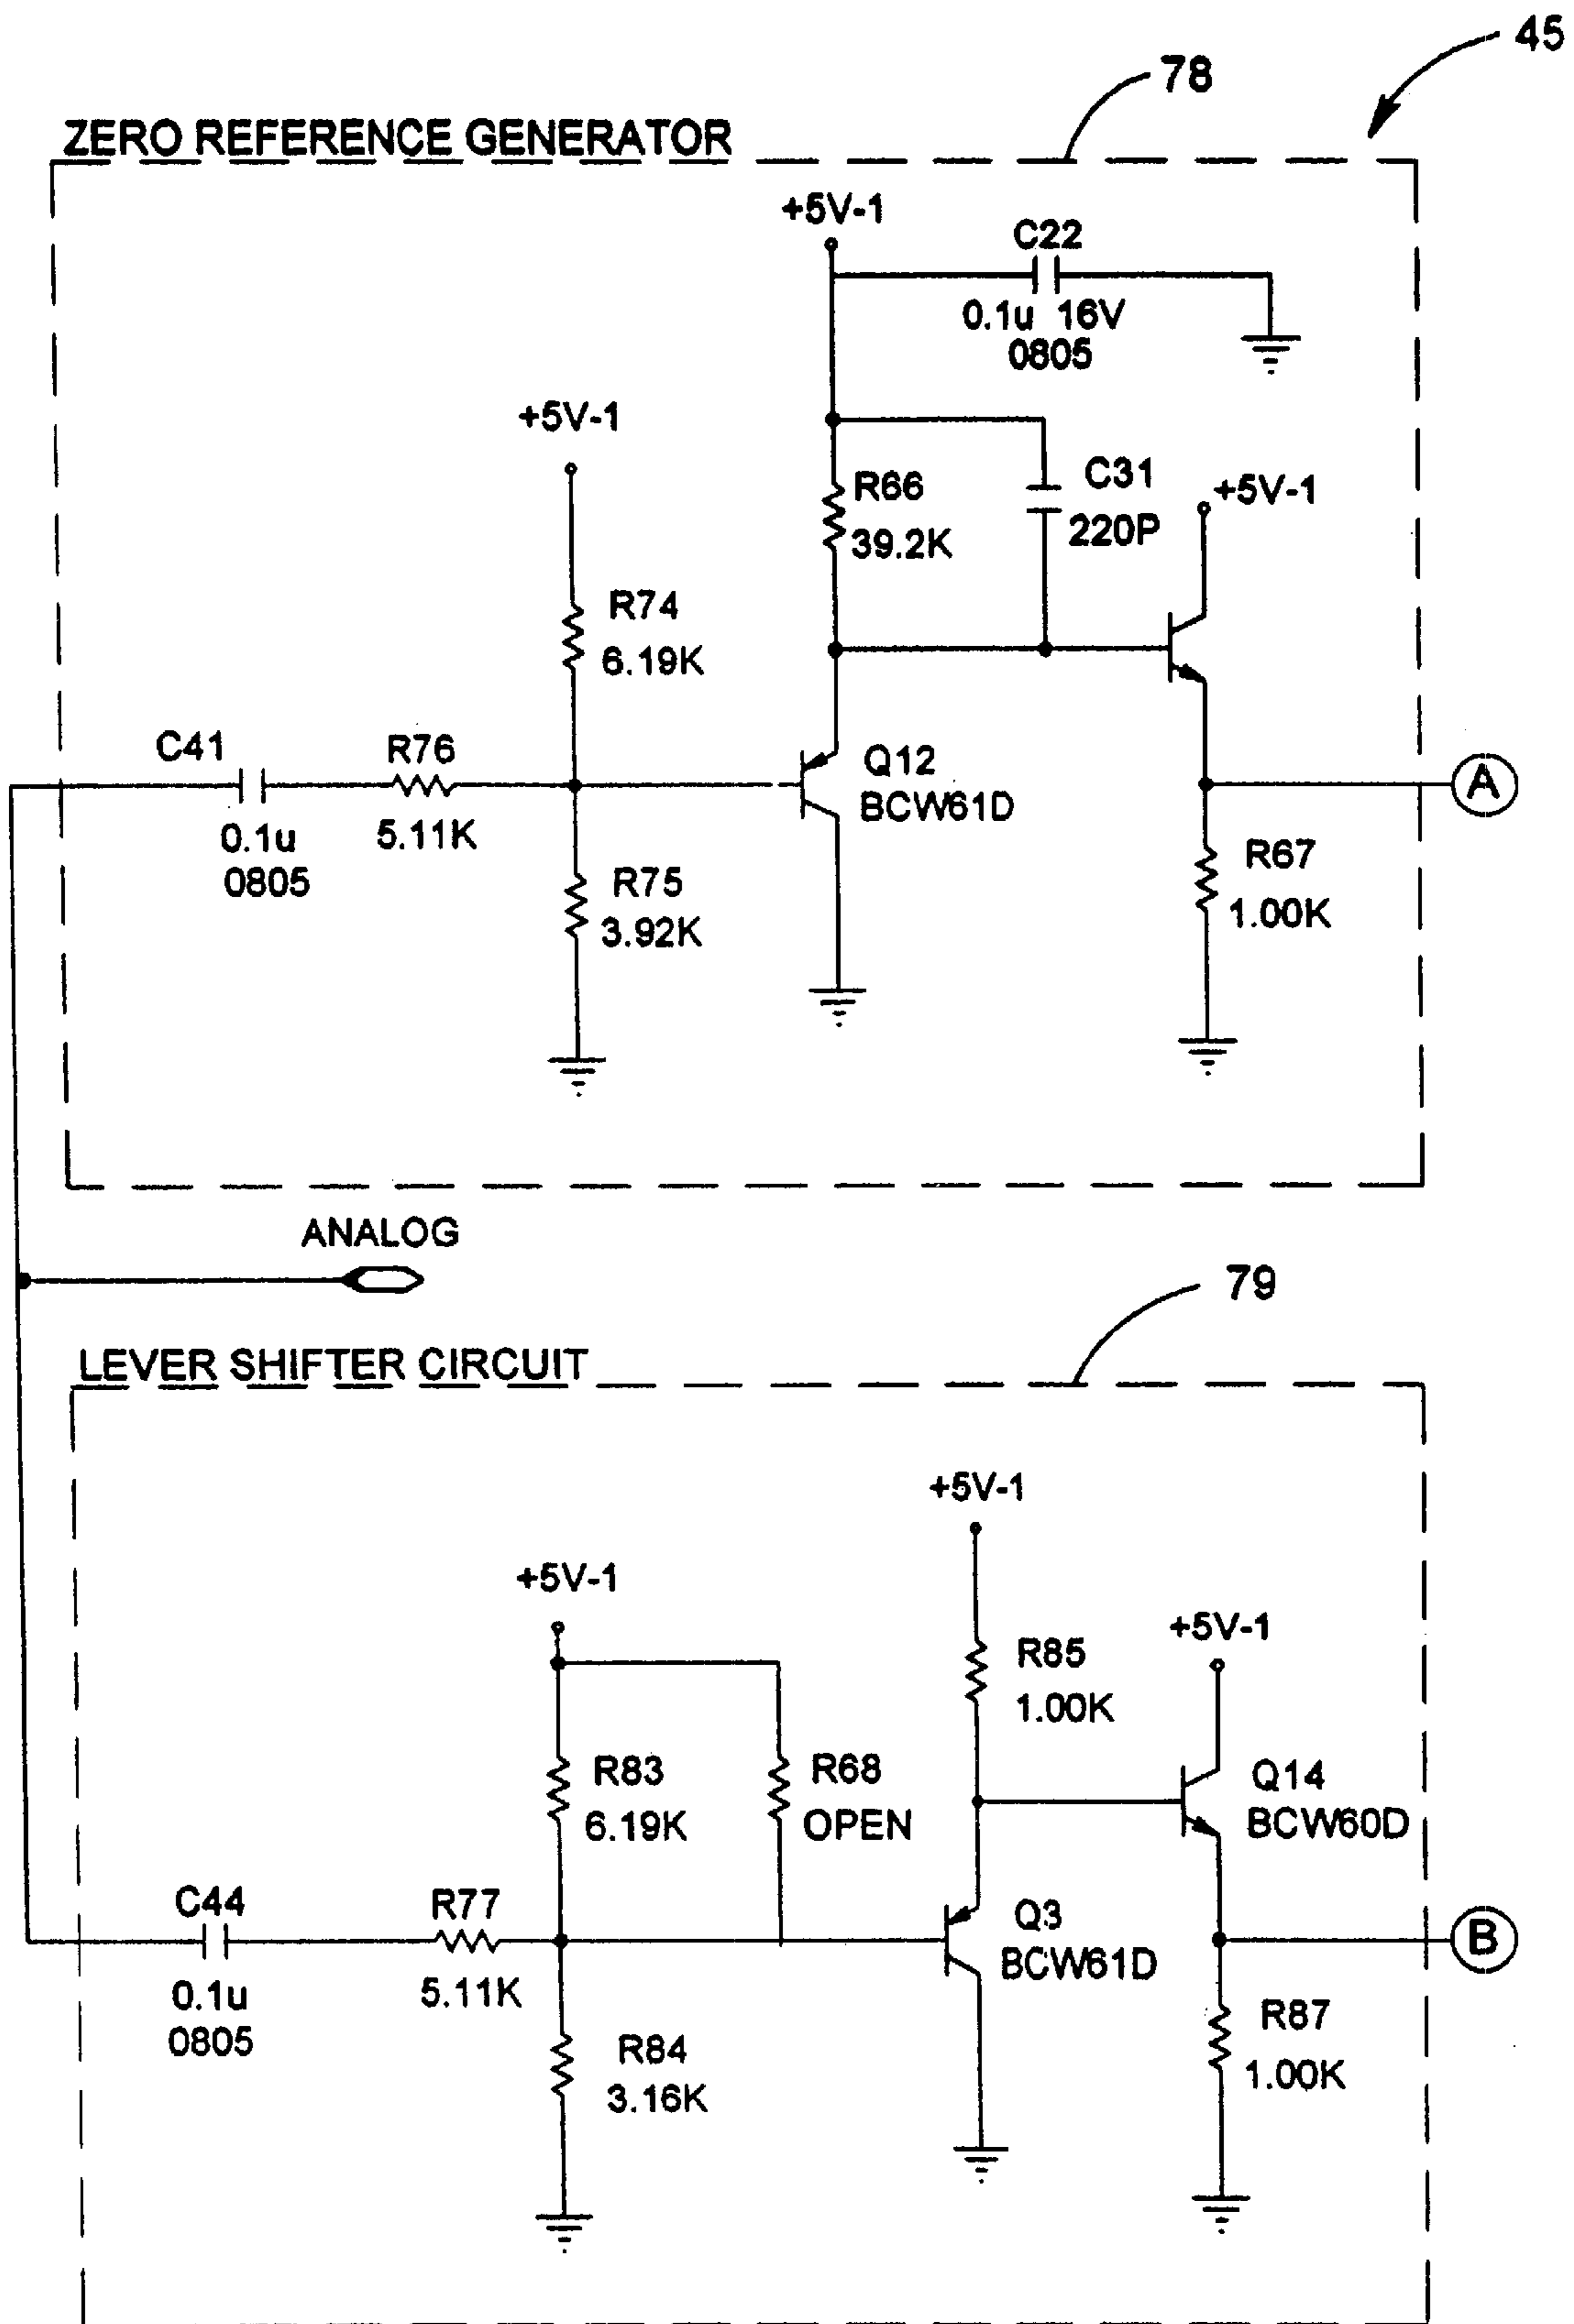 45
78
ZERO REFERENCE GENERATOR
+5V-1
C22
0.1u 16V
0805
+5V-1
R66
39.2K
C31
220P
+5V-1
R74
6.19K
C41
0.1u
0805
R76
5.11K
Q12
BCW61D
A
R75
3.92K
R67
1.00K
ANALOG
79
LEVER SHIFTER CIRCUIT
+5V-1
+5V-1
R85
1.00K
+5V-1
R83
6.19K
R68
OPEN
Q14
BCW60D
C44
0.1u
0805
R77
5.11K
Q3
BCW61D
B
R84
3.16K
R87
1.00K